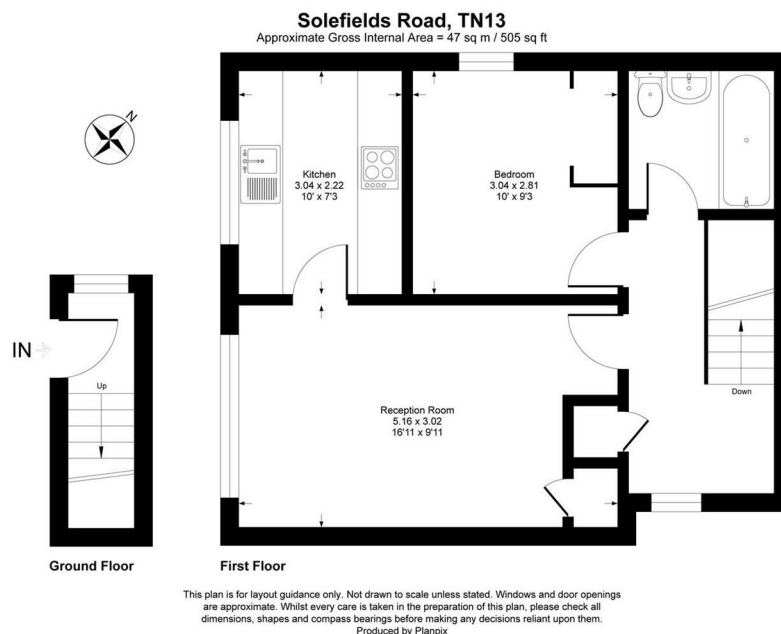 Solefields Road, TN13
Approximate Gross Internal Area = 47 sq m / 505 sq ft
N
Kitchen
3.04 x 2.22
10' x 7'3
Bedroom
3.04 x 2.81
10' x 9'3
IN
Up
Down
Reception Room
5.16 x 3.02
16'11 x 9'11
Ground Floor
First Floor
This plan is for layout guidance only. Not drawn to scale unless stated. Windows and door openings
are approximate. Whilst every care is taken in the preparation of this plan, please check all
dimensions, shapes and compass bearings before making any decisions reliant upon them.
Produced by Planpix